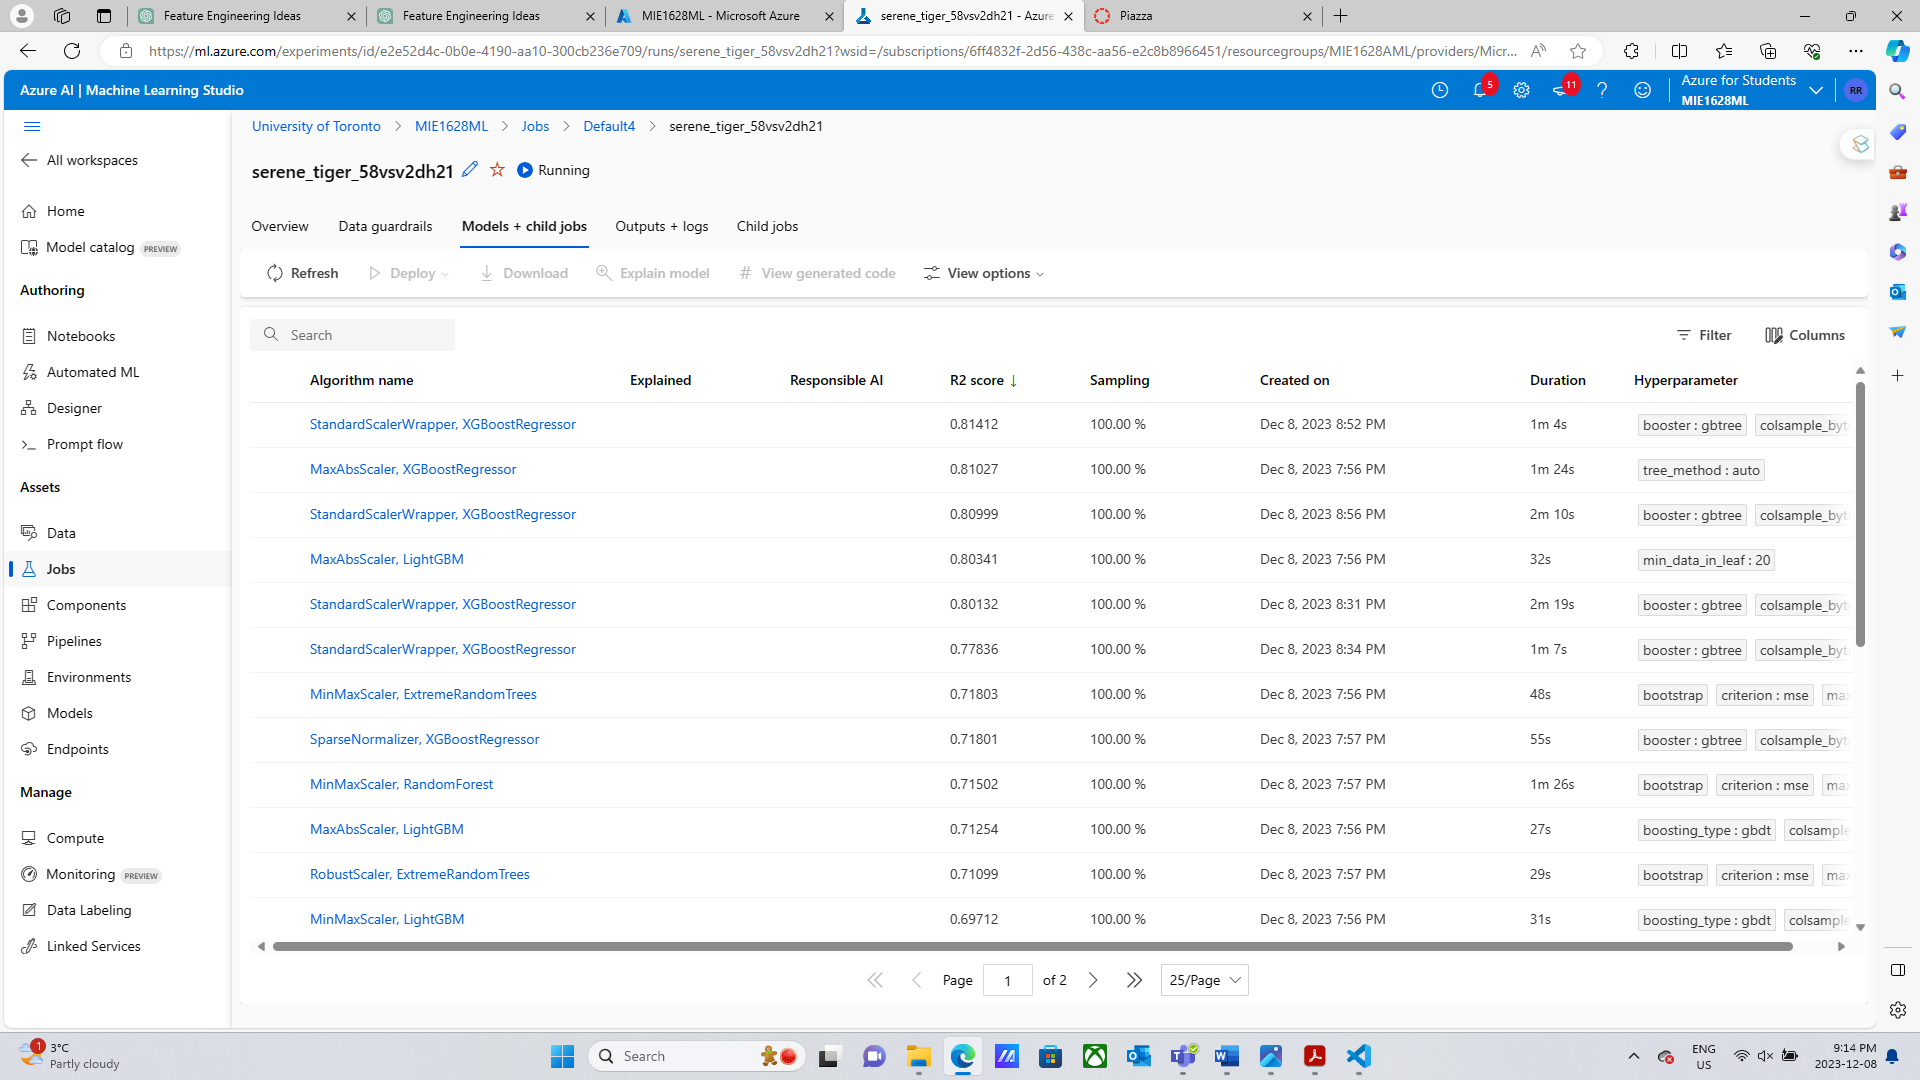 Feature Engineering Ideas
Feature Engineering Ideas
MIE1628ML - Microsoft Azure
serene_tiger_58vsv2dh21 - Azure
Piazza
https://ml.azure.com/experiments/id/e2e52d4c-0b0e-4190-aa10-300cb236e709/runs/serene_tiger_58vsv2dh21?wsid=/subscriptions/6ff4832f-2d56-438c-aa56-e2c8b8966451/resourcegroups/MIE1628AML/providers/Micr...
Azure AI | Machine Learning Studio
5
11
Azure for Students
MIE1628ML
RR
University of Toronto > MIE1628ML > Jobs > Default4 > serene_tiger_58vsv2dh21
All workspaces
Home
Model catalog PREVIEW
Authoring
Notebooks
Automated ML
Designer
Prompt flow
Assets
Data
Jobs
Components
Pipelines
Environments
Models
Endpoints
Manage
Compute
Monitoring PREVIEW
Data Labeling
Linked Services
serene_tiger_58vsv2dh21 Running
Overview Data guardrails Models + child jobs Outputs + logs Child jobs
Refresh Deploy Download Explain model # View generated code View options
Search
Filter Columns
Algorithm name Explained Responsible AI R2 score ↓ Sampling Created on Duration Hyperparameter
StandardScalerWrapper, XGBoostRegressor 0.81412 100.00 % Dec 8, 2023 8:52 PM 1m 4s booster : gbtree colsample_byt
MaxAbsScaler, XGBoostRegressor 0.81027 100.00 % Dec 8, 2023 7:56 PM 1m 24s tree_method : auto
StandardScalerWrapper, XGBoostRegressor 0.80999 100.00 % Dec 8, 2023 8:56 PM 2m 10s booster : gbtree colsample_byt
MaxAbsScaler, LightGBM 0.80341 100.00 % Dec 8, 2023 7:56 PM 32s min_data_in_leaf : 20
StandardScalerWrapper, XGBoostRegressor 0.80132 100.00 % Dec 8, 2023 8:31 PM 2m 19s booster : gbtree colsample_byt
StandardScalerWrapper, XGBoostRegressor 0.77836 100.00 % Dec 8, 2023 8:34 PM 1m 7s booster : gbtree colsample_byt
MinMaxScaler, ExtremeRandomTrees 0.71803 100.00 % Dec 8, 2023 7:56 PM 48s bootstrap criterion : mse max
SparseNormalizer, XGBoostRegressor 0.71801 100.00 % Dec 8, 2023 7:57 PM 55s booster : gbtree colsample_byt
MinMaxScaler, RandomForest 0.71502 100.00 % Dec 8, 2023 7:57 PM 1m 26s bootstrap criterion : mse max
MaxAbsScaler, LightGBM 0.71254 100.00 % Dec 8, 2023 7:56 PM 27s boosting_type : gbdt colsample
RobustScaler, ExtremeRandomTrees 0.71099 100.00 % Dec 8, 2023 7:57 PM 29s bootstrap criterion : mse max
MinMaxScaler, LightGBM 0.69712 100.00 % Dec 8, 2023 7:56 PM 31s boosting_type : gbdt colsample
Page 1 of 2 25/Page
1
3°C
Partly cloudy
Search
ENG
US
9:14 PM
2023-12-08